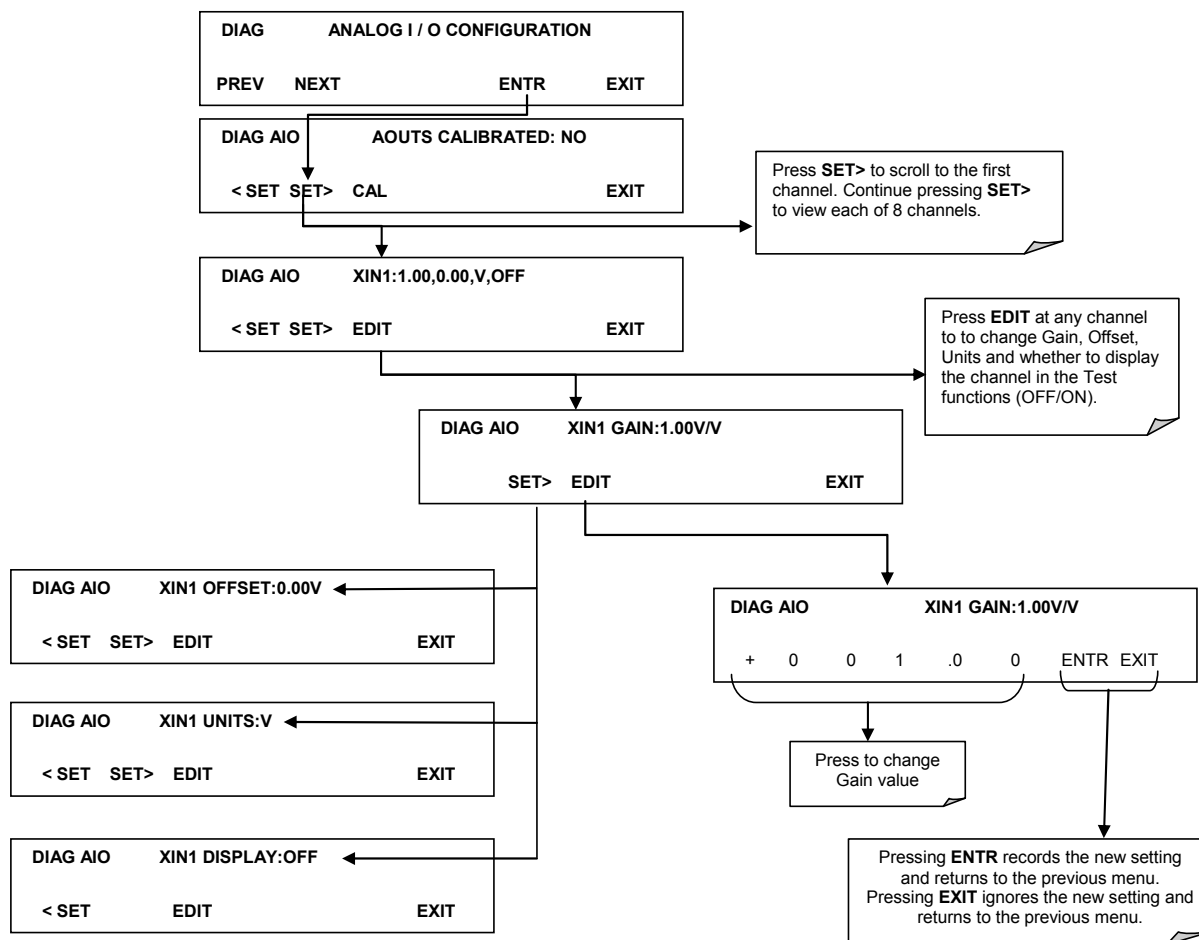 DIAG ANALOG I / O CONFIGURATION
PREV NEXT ENTR EXIT
DIAG AIO AOUTS CALIBRATED: NO
< SET SET> CAL EXIT
Press SET> to scroll to the first
channel. Continue pressing SET>
to view each of 8 channels.
DIAG AIO XIN1:1.00,0.00,V,OFF
< SET SET> EDIT EXIT
Press EDIT at any channel
to to change Gain, Offset,
Units and whether to display
the channel in the Test
functions (OFF/ON).
DIAG AIO XIN1 GAIN:1.00V/V
SET> EDIT EXIT
DIAG AIO XIN1 OFFSET:0.00V
< SET SET> EDIT EXIT
DIAG AIO XIN1 UNITS:V
< SET SET> EDIT EXIT
DIAG AIO XIN1 DISPLAY:OFF
< SET EDIT EXIT
DIAG AIO XIN1 GAIN:1.00V/V
+ 0 0 1 .0 0 ENTR EXIT
Press to change
Gain value
Pressing ENTR records the new setting
and returns to the previous menu.
Pressing EXIT ignores the new setting and
returns to the previous menu.